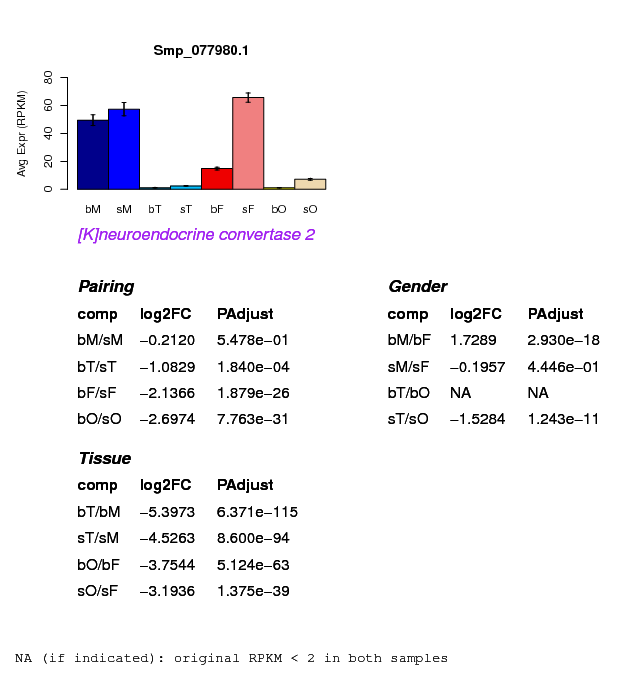 Smp_077980.1
Avg Expr (RPKM)
0 20 40 60 80
bM sM bT sT bF sF bO sO
[K]neuroendocrine convertase 2
Pairing
comp log2FC PAdjust
bM/sM −0.2120 5.478e−01
bT/sT −1.0829 1.840e−04
bF/sF −2.1366 1.879e−26
bO/sO −2.6974 7.763e−31
Gender
comp log2FC PAdjust
bM/bF 1.7289 2.930e−18
sM/sF −0.1957 4.446e−01
bT/bO NA NA
sT/sO −1.5284 1.243e−11
Tissue
comp log2FC PAdjust
bT/bM −5.3973 6.371e−115
sT/sM −4.5263 8.600e−94
bO/bF −3.7544 5.124e−63
sO/sF −3.1936 1.375e−39
NA (if indicated): original RPKM < 2 in both samples